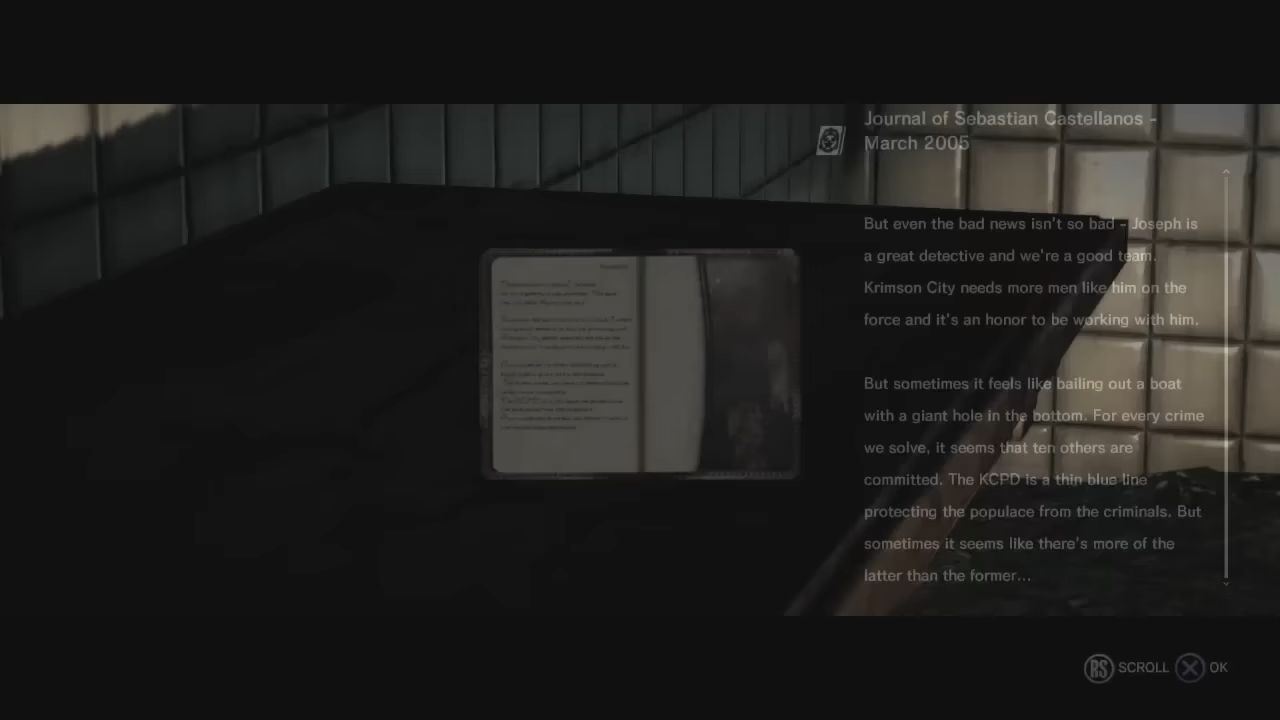 Journal of Sebastian Castellanos -
March 2005
But even the bad news isn't so bad - Joseph is
a great detective and we're a good team.
Krimson City needs more men like him on the
force and it's an honor to be working with him.
But sometimes it feels like bailing out a boat
with a giant hole in the bottom. For every crime
we solve, it seems that ten others are
committed. The KCPD is a thin blue line
protecting the populace from the criminals. But
sometimes it seems like there's more of the
latter than the former...
RS SCROLL X OK